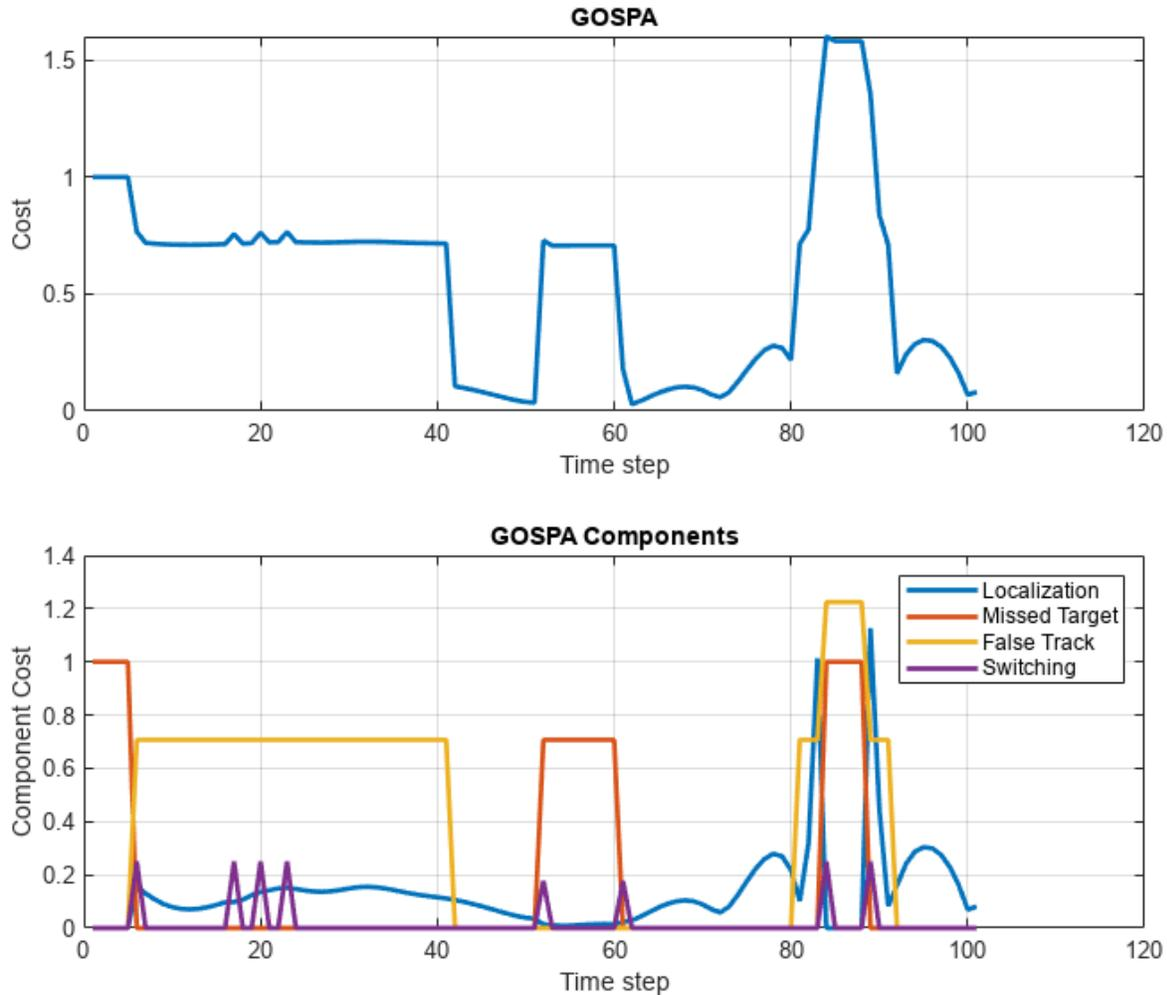 GOSPA
1.5
1
0.5
0
Cost
0 20 40 60 80 100 120
Time step
GOSPA Components
1.4
1.2
1
0.8
0.6
0.4
0.2
0
Component Cost
Localization
Missed Target
False Track
Switching
0 20 40 60 80 100 120
Time step